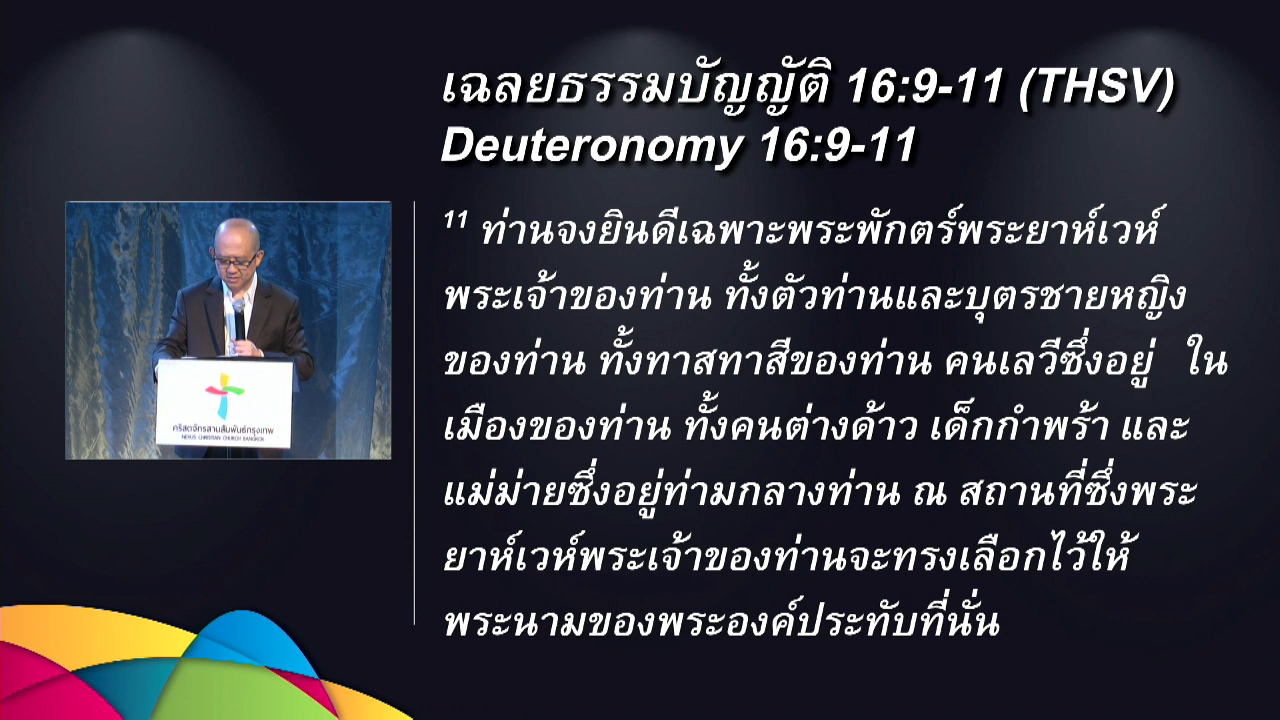 เฉลยธรรมบัญญัติ 16:9-11 (THSV)
Deuteronomy 16:9-11
11 ท่านจงยินดีเฉพาะพระพักตร์พระยาห์เวห์
พระเจ้าของท่าน ทั้งตัวท่านและบุตรชายหญิง
ของท่าน ทั้งทาสทาสีของท่าน คนเลวีซึ่งอยู่ ใน
เมืองของท่าน ทั้งคนต่างด้าว เด็กกำพร้า และ
แม่ม่ายซึ่งอยู่ท่ามกลางท่าน ณ สถานที่ซึ่งพระ
ยาห์เวห์พระเจ้าของท่านจะทรงเลือกไว้ให้
พระนามของพระองค์ประทับที่นั่น
คริสตจักรสานสัมพันธ์กรุงเทพ
NEXUS CHRISTIAN CHURCH BANGKOK